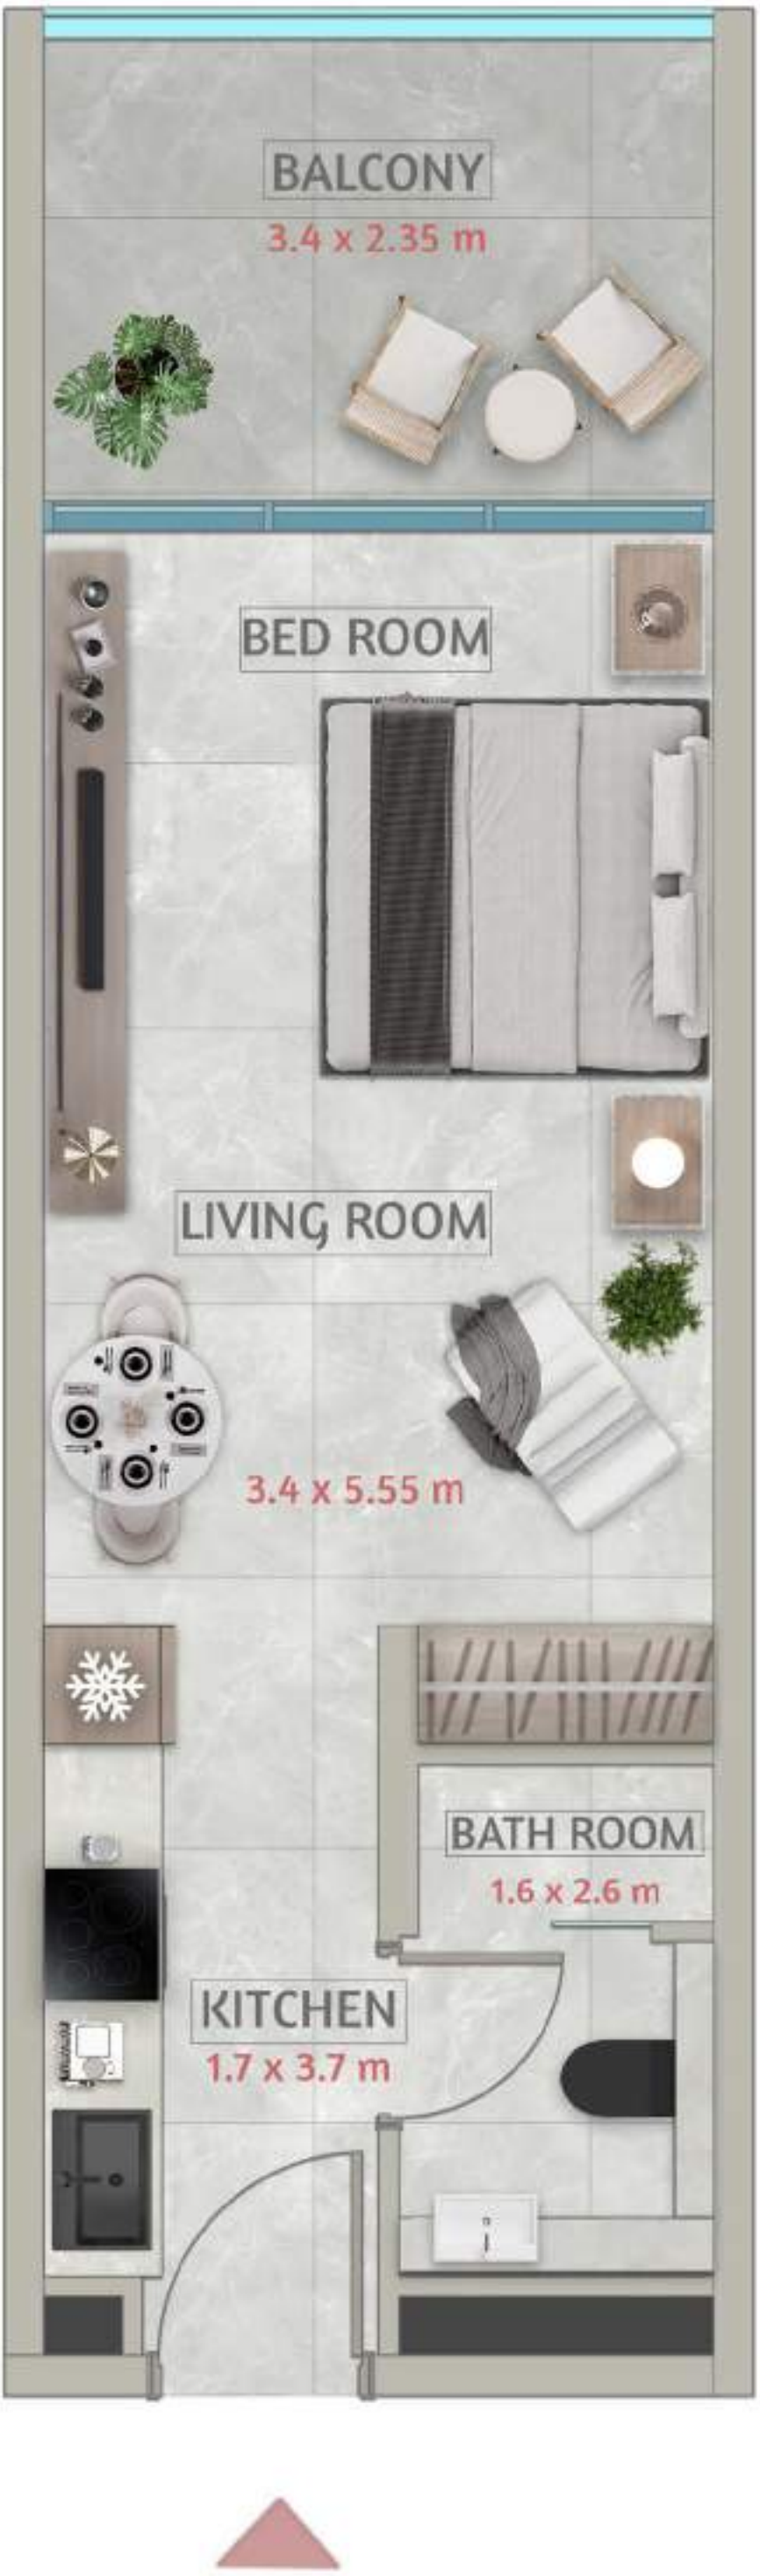 BALCONY
3.4 x 2.35 m
BED ROOM
LIVING ROOM
3.4 x 5.55 m
BATH ROOM
1.6 x 2.6 m
KITCHEN
1.7 x 3.7 m